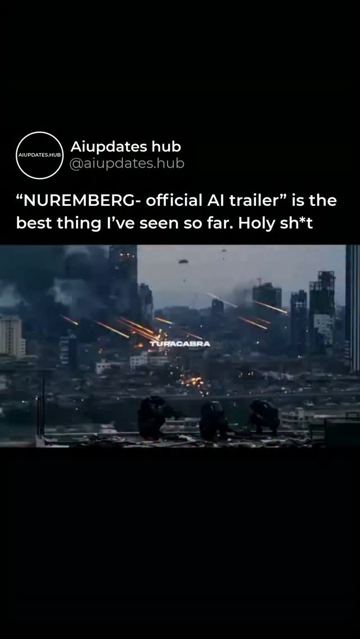 AIUPDATES.HUB
Aiupdates hub
@aiupdates.hub
“NUREMBERG- official AI trailer” is the
best thing I’ve seen so far. Holy sh*t
TUPACABRA